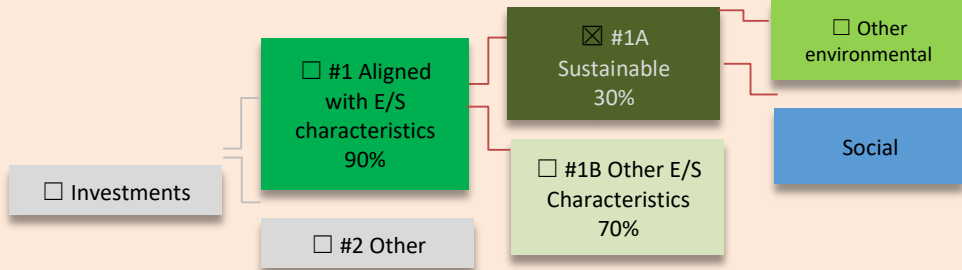 ☐ Investments
☐ #1 Aligned
with E/S
characteristics
90%
☐ #2 Other
☒ #1A
Sustainable
30%
☐ #1B Other E/S
Characteristics
70%
☐ Other
environmental
Social